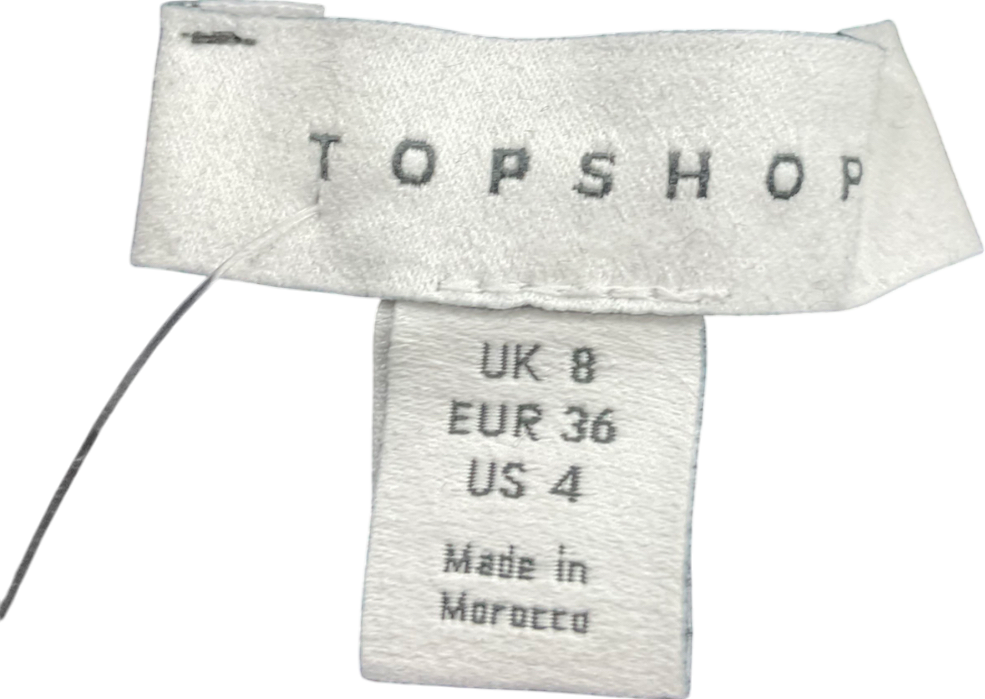 TOPSHOP
UK 8
EUR 36
US 4
Made in
Morocco